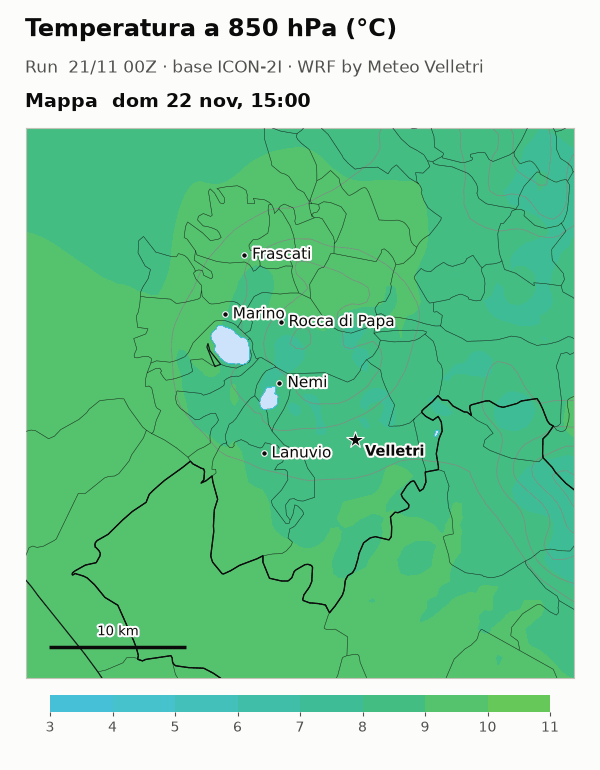 Temperatura a 850 hPa (°C)
Run  21/11 00Z · base ICON-2I · WRF by Meteo Velletri
Mappa  dom 22 nov, 15:00
Frascati
Marino
Rocca di Papa
Nemi
Velletri
Lanuvio
10 km
3 4 5 6 7 8 9 10 11